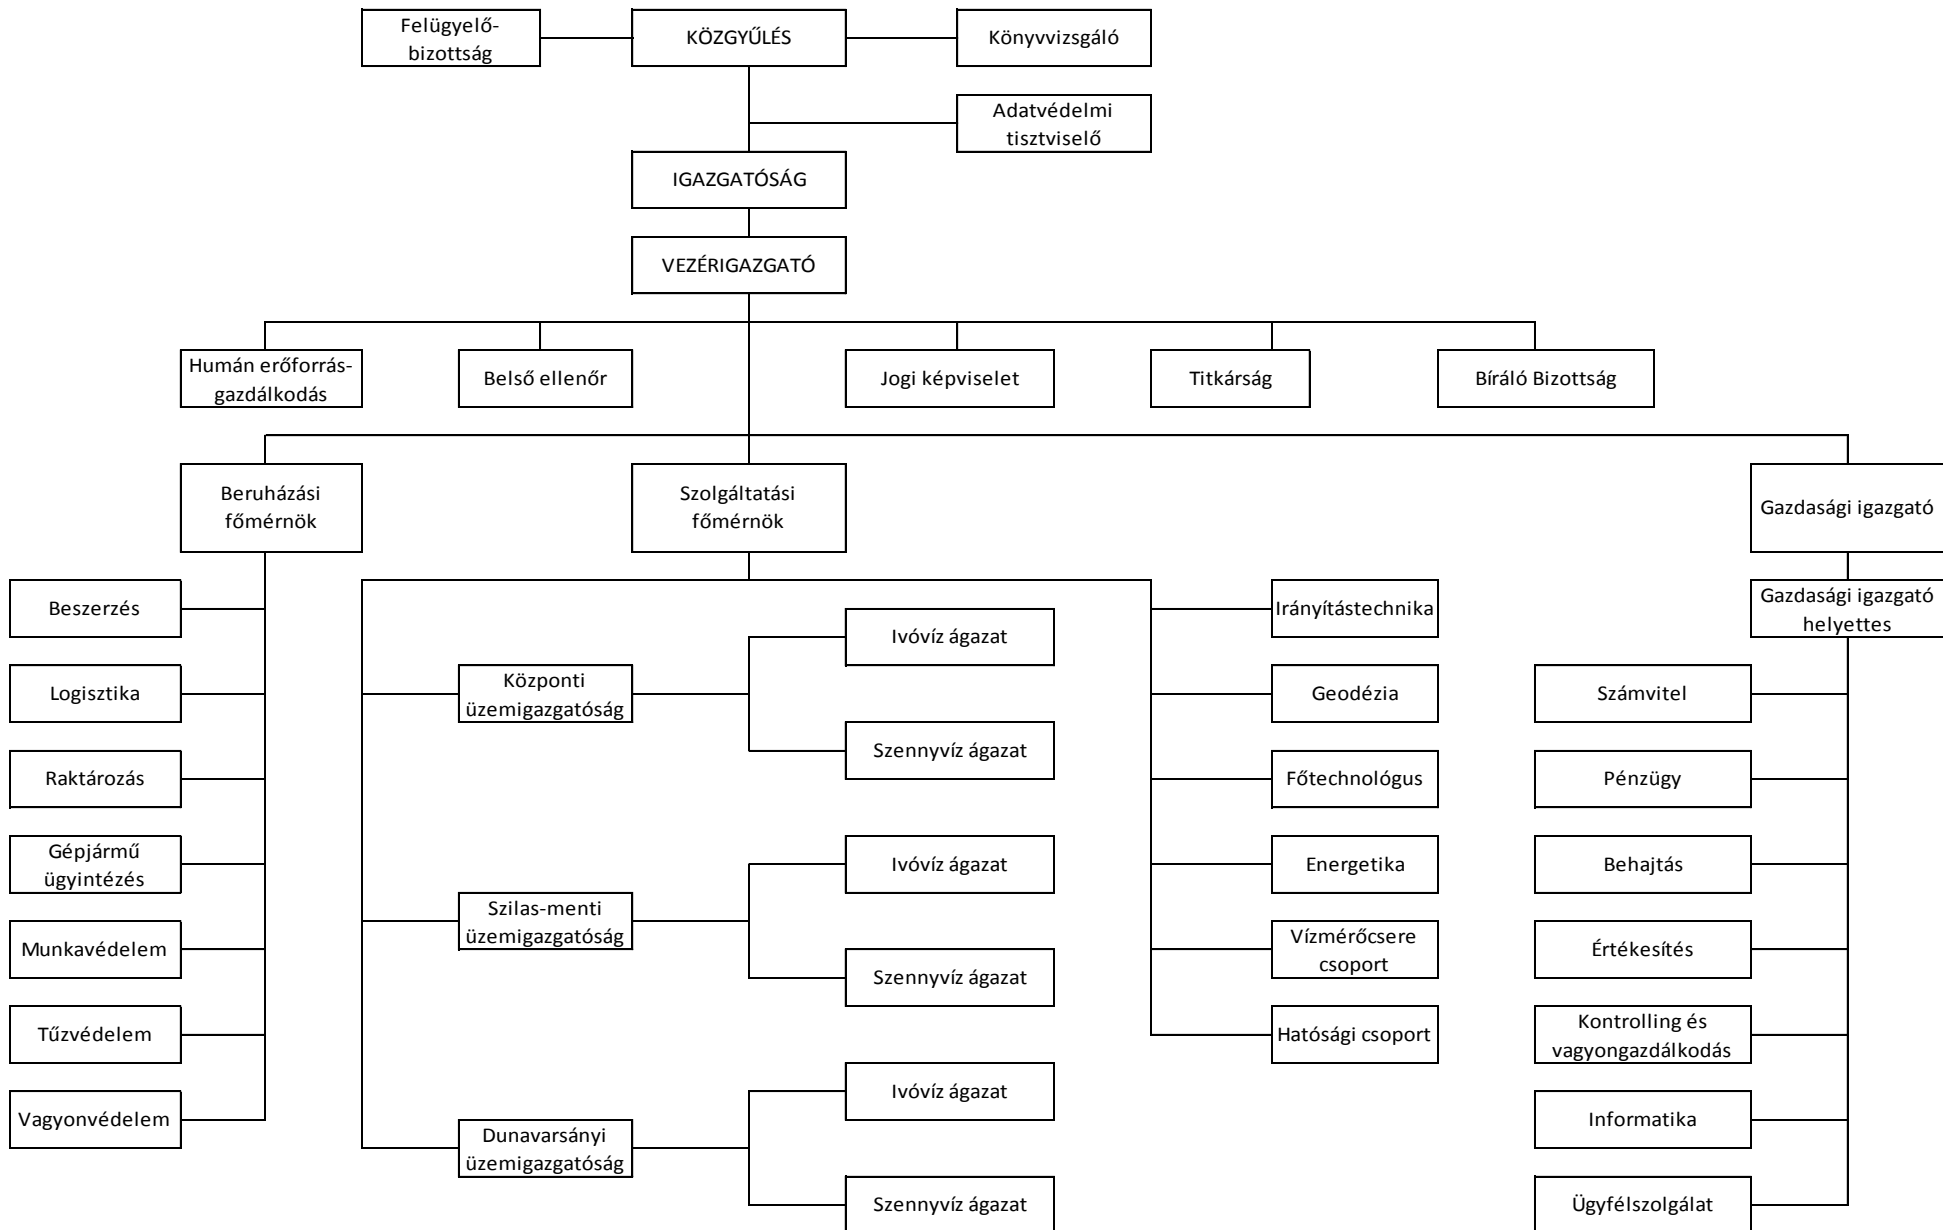 Felügyelő-
bizottság
KÖZGYŰLÉS
Könyvvizsgáló
Adatvédelmi
tisztviselő
IGAZGATÓSÁG
VEZÉRIGAZGATÓ
Humán erőforrás-
gazdálkodás
Belső ellenőr
Jogi képviselet
Titkárság
Bíráló Bizottság
Beruházási
főmérnök
Szolgáltatási
főmérnök
Gazdasági igazgató
Gazdasági igazgató
helyettes
Beszerzés
Logisztika
Raktározás
Gépjármű
ügyintézés
Munkavédelem
Tűzvédelem
Vagyonvédelem
Központi
üzemigazgatóság
Ivóvíz ágazat
Szennyvíz ágazat
Szilas-menti
üzemigazgatóság
Ivóvíz ágazat
Szennyvíz ágazat
Dunavarsányi
üzemigazgatóság
Ivóvíz ágazat
Szennyvíz ágazat
Irányítástechnika
Geodézia
Főtechnológus
Energetika
Vízmérőcsere
csoport
Hatósági csoport
Számvitel
Pénzügy
Behajtás
Értékesítés
Kontrolling és
vagyongazdálkodás
Informatika
Ügyfélszolgálat